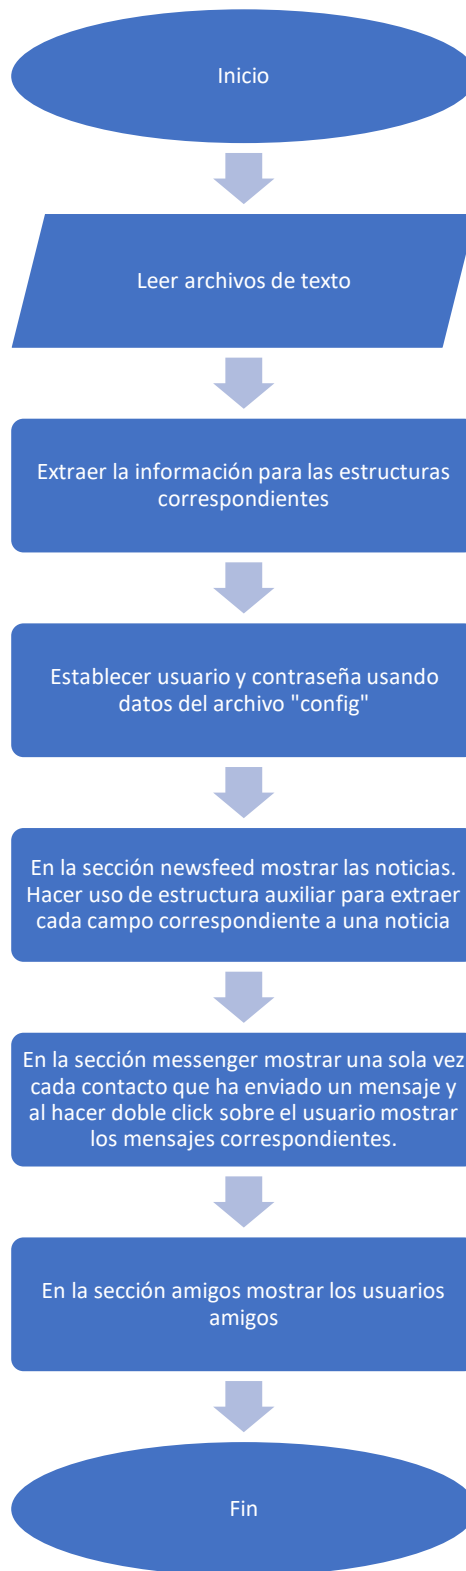 Inicio
Leer archivos de texto
Extraer la información para las estructuras
correspondientes
Establecer usuario y contraseña usando
datos del archivo "config"
En la sección newsfeed mostrar las noticias.
Hacer uso de estructura auxiliar para extraer
cada campo correspondiente a una noticia
En la sección messenger mostrar una sola vez
cada contacto que ha enviado un mensaje y
al hacer doble click sobre el usuario mostrar
los mensajes correspondientes.
En la sección amigos mostrar los usuarios
amigos
Fin